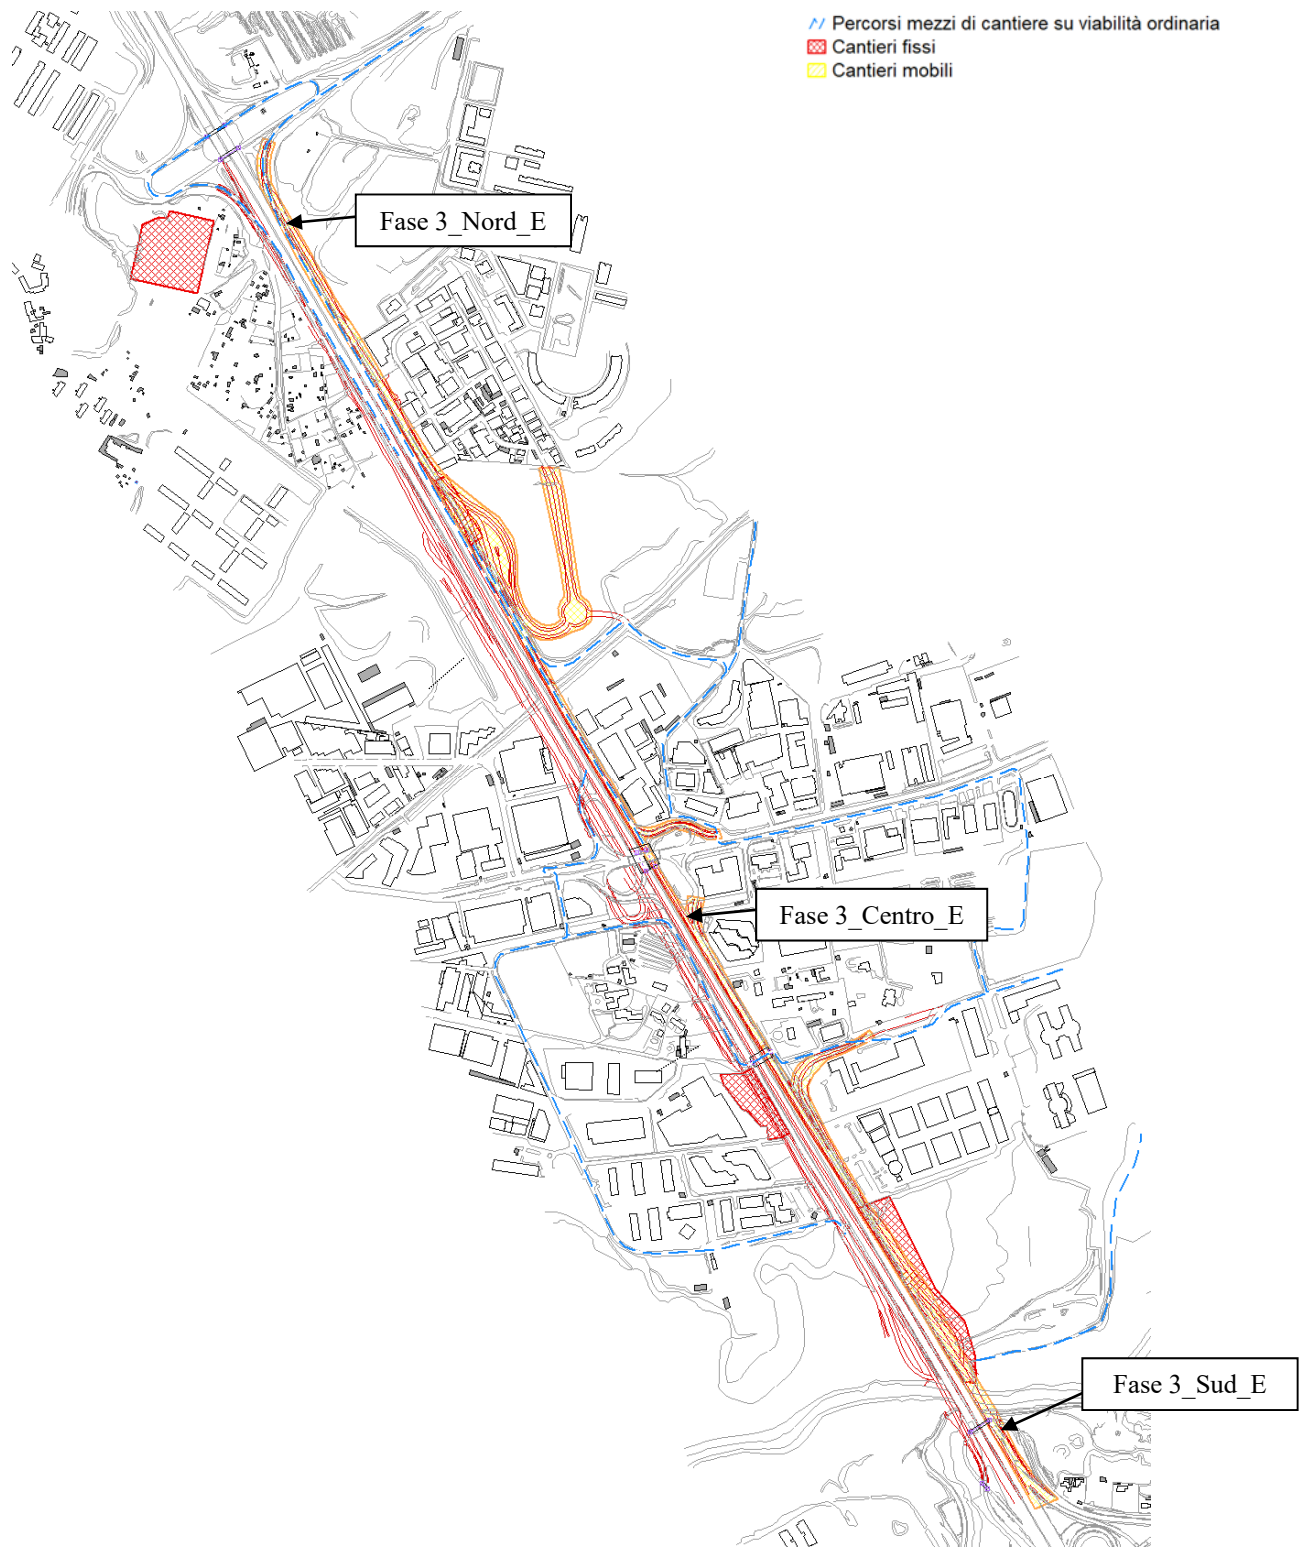 Percorsi mezzi di cantiere su viabilità ordinaria
Cantieri fissi
Cantieri mobili
Fase 3_Nord_E
Fase 3_Centro_E
Fase 3_Sud_E